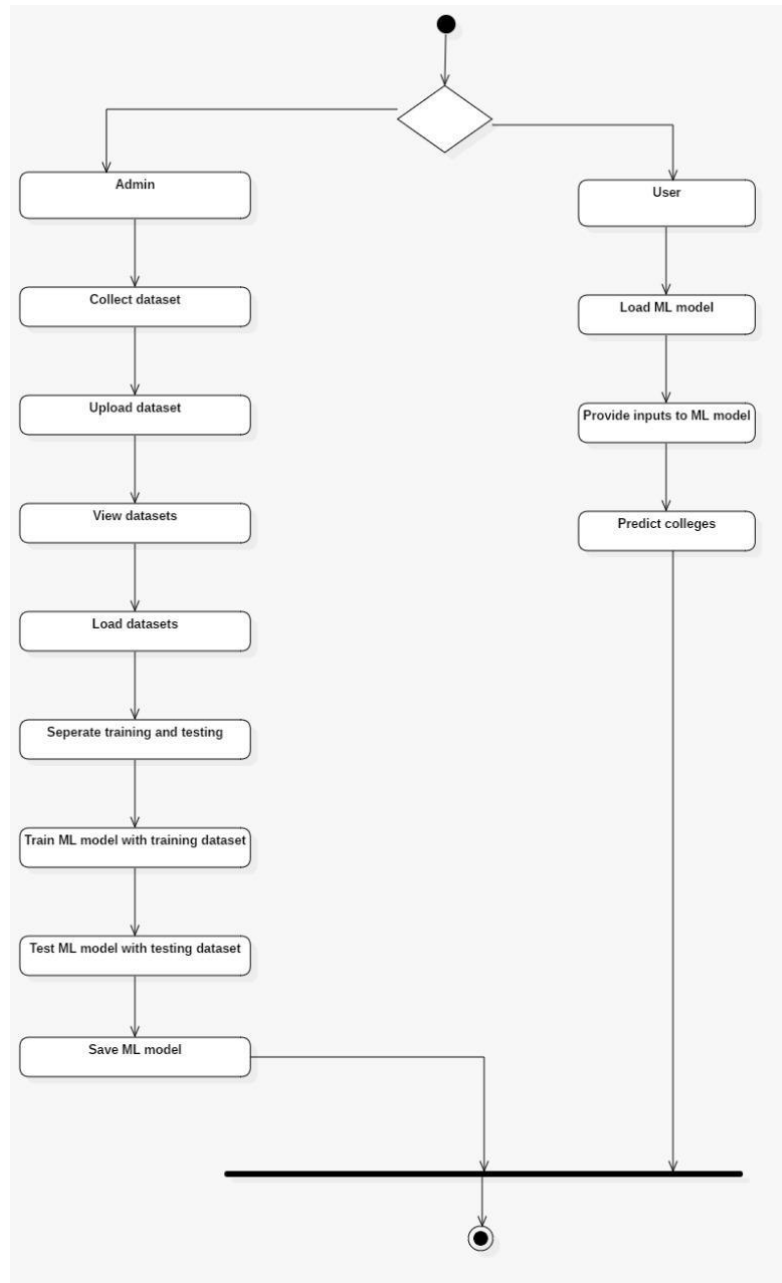 Admin
User
Collect dataset
Load ML model
Upload dataset
Provide inputs to ML model
View datasets
Predict colleges
Load datasets
Seperate training and testing
Train ML model with training dataset
Test ML model with testing dataset
Save ML model